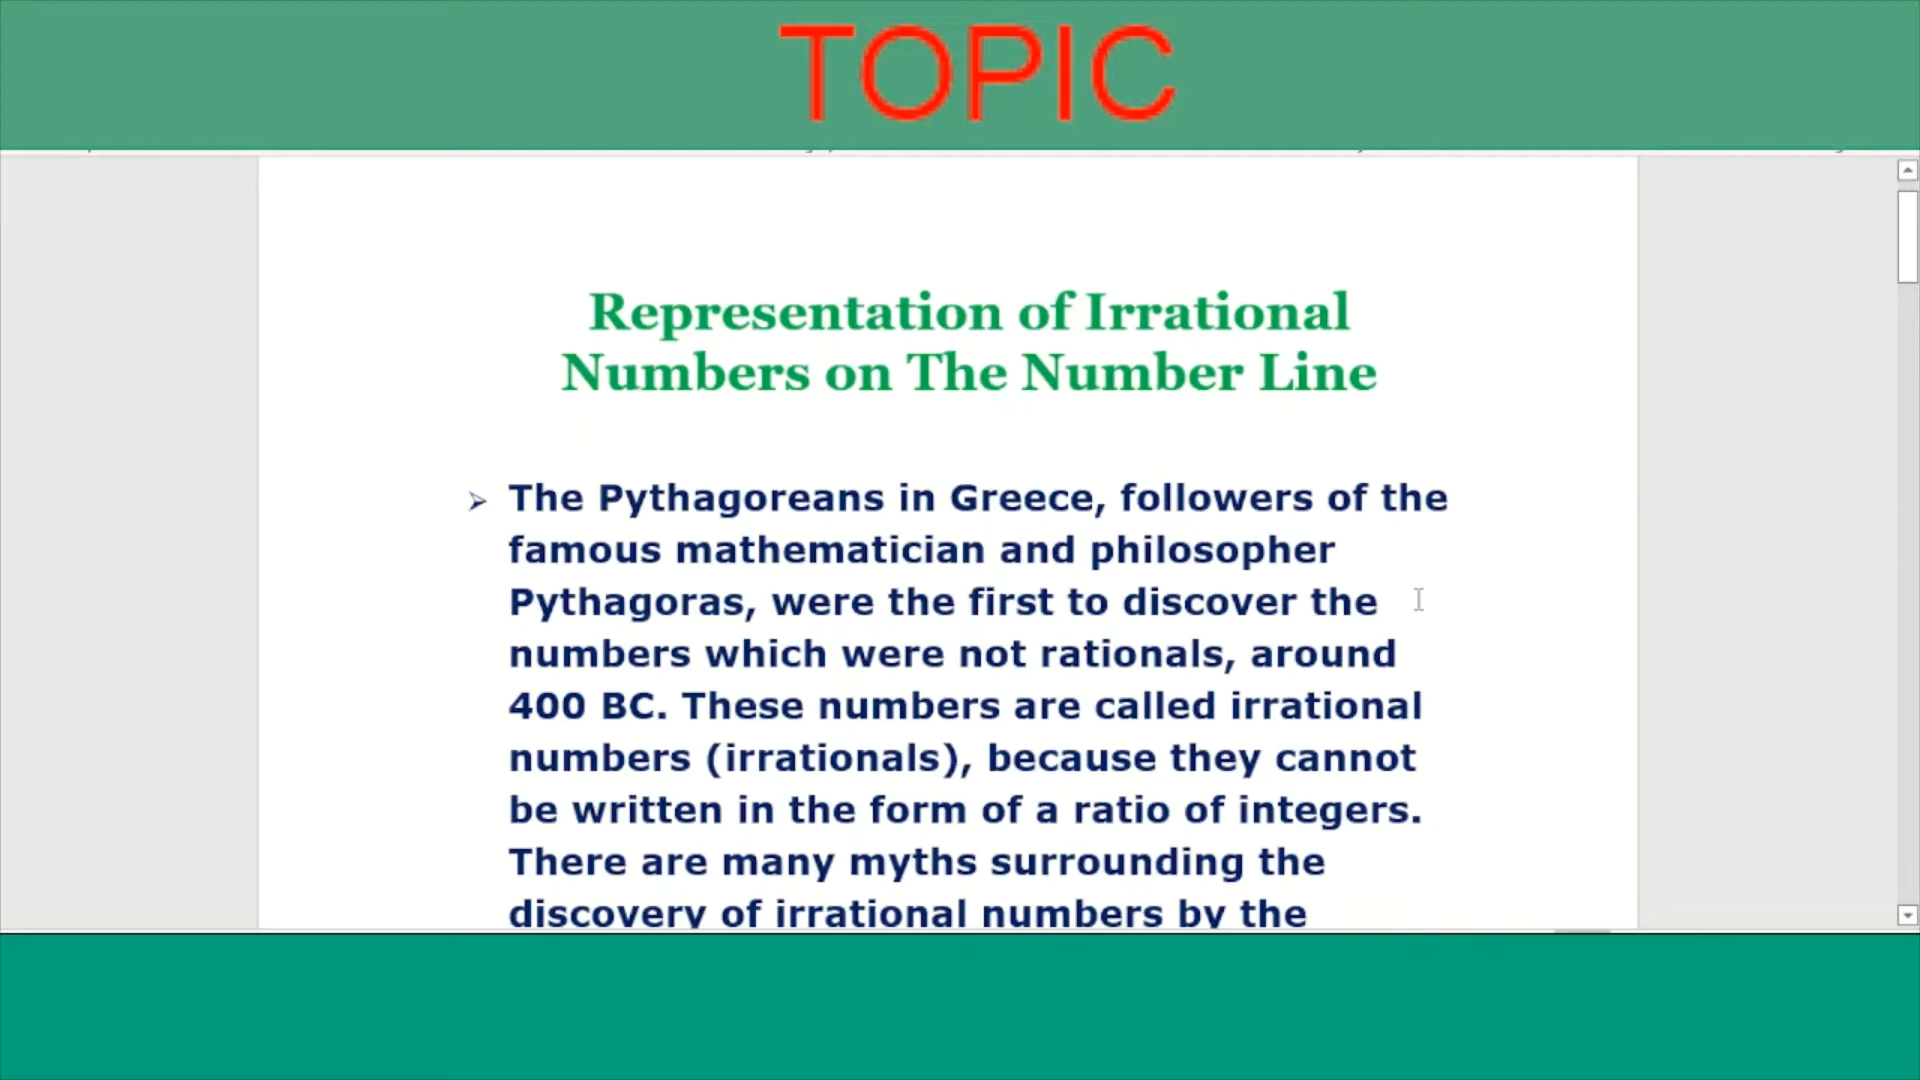 TOPIC
Representation of Irrational
Numbers on The Number Line
➢ The Pythagoreans in Greece, followers of the
famous mathematician and philosopher
Pythagoras, were the first to discover the
numbers which were not rationals, around
400 BC. These numbers are called irrational
numbers (irrationals), because they cannot
be written in the form of a ratio of integers.
There are many myths surrounding the
discovery of irrational numbers by the